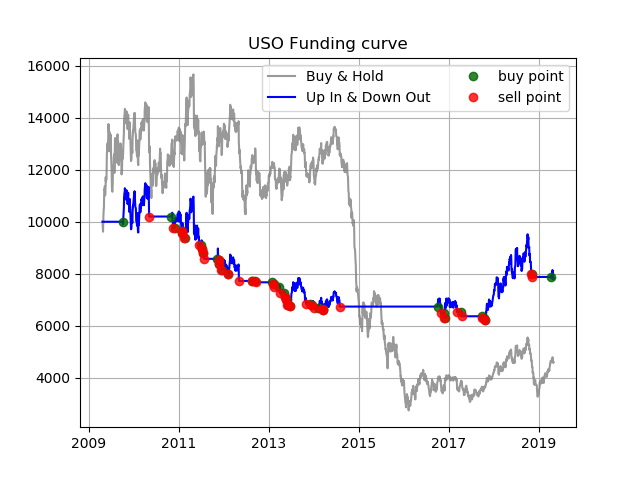 USO Funding curve
16000
14000
12000
10000
8000
6000
4000
Buy & Hold
Up In & Down Out
buy point
sell point
2009 2011 2013 2015 2017 2019